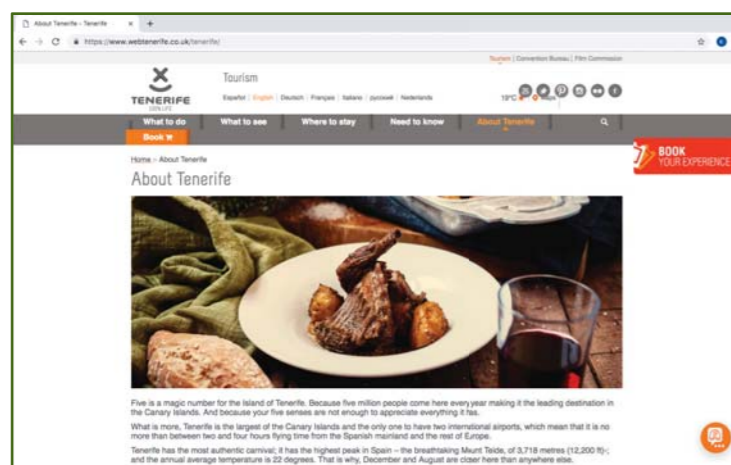 About Tenerife - Tenerife
https://www.webtenerife.co.uk/tenerife/
Tourism | Convention Bureau | Film Commission
TENERIFE
Tourism
Español | English | Deutsch | Français | Italiano | русский | Nederlands
19°C
What to do What to see Where to stay Need to know About Tenerife
Book
BOOK
YOUR EXPERIENCE
Home > About Tenerife
About Tenerife
Five is a magic number for the Island of Tenerife. Because five million people come here every year making it the leading destination in
the Canary Islands. And because your five senses are not enough to appreciate everything it has.
What is more, Tenerife is the largest of the Canary Islands and the only one to have two international airports, which mean that it is no
more than between two and four hours flying time from the Spanish mainland and the rest of Europe.
Tenerife has the most authentic carnival; it has the highest peak in Spain – the breathtaking Mount Teide, of 3,718 metres (12,200 ft)-;
and the annual average temperature is 22 degrees. That is why, December and August are closer here than anywhere else.